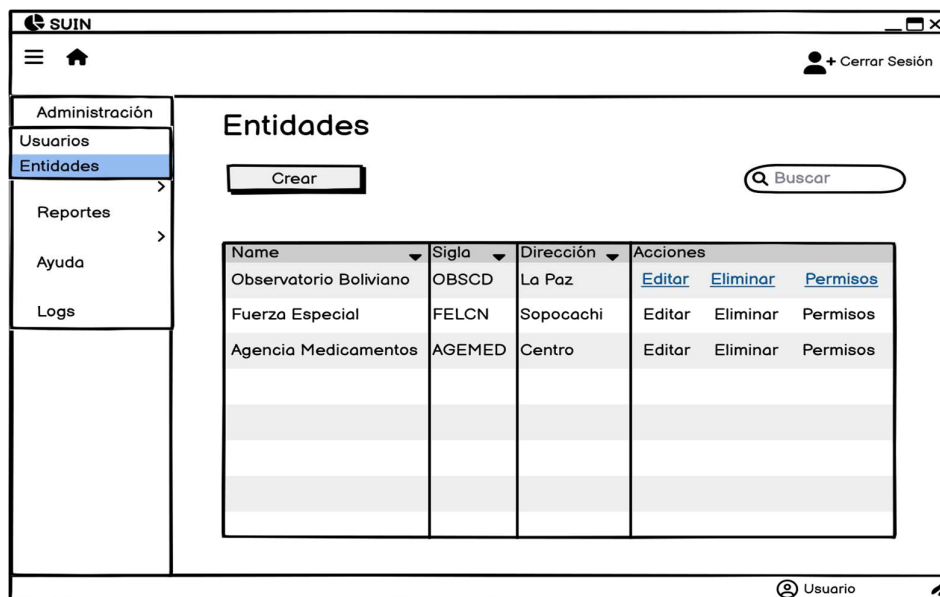 SUIN
Cerrar Sesión
Administración
Usuarios
Entidades
Reportes
Ayuda
Logs
Entidades
Crear
Buscar
Name Sigla Dirección Acciones
Observatorio Boliviano OBSCD La Paz Editar Eliminar Permisos
Fuerza Especial FELCN Sopocachi Editar Eliminar Permisos
Agencia Medicamentos AGEMED Centro Editar Eliminar Permisos
Usuario